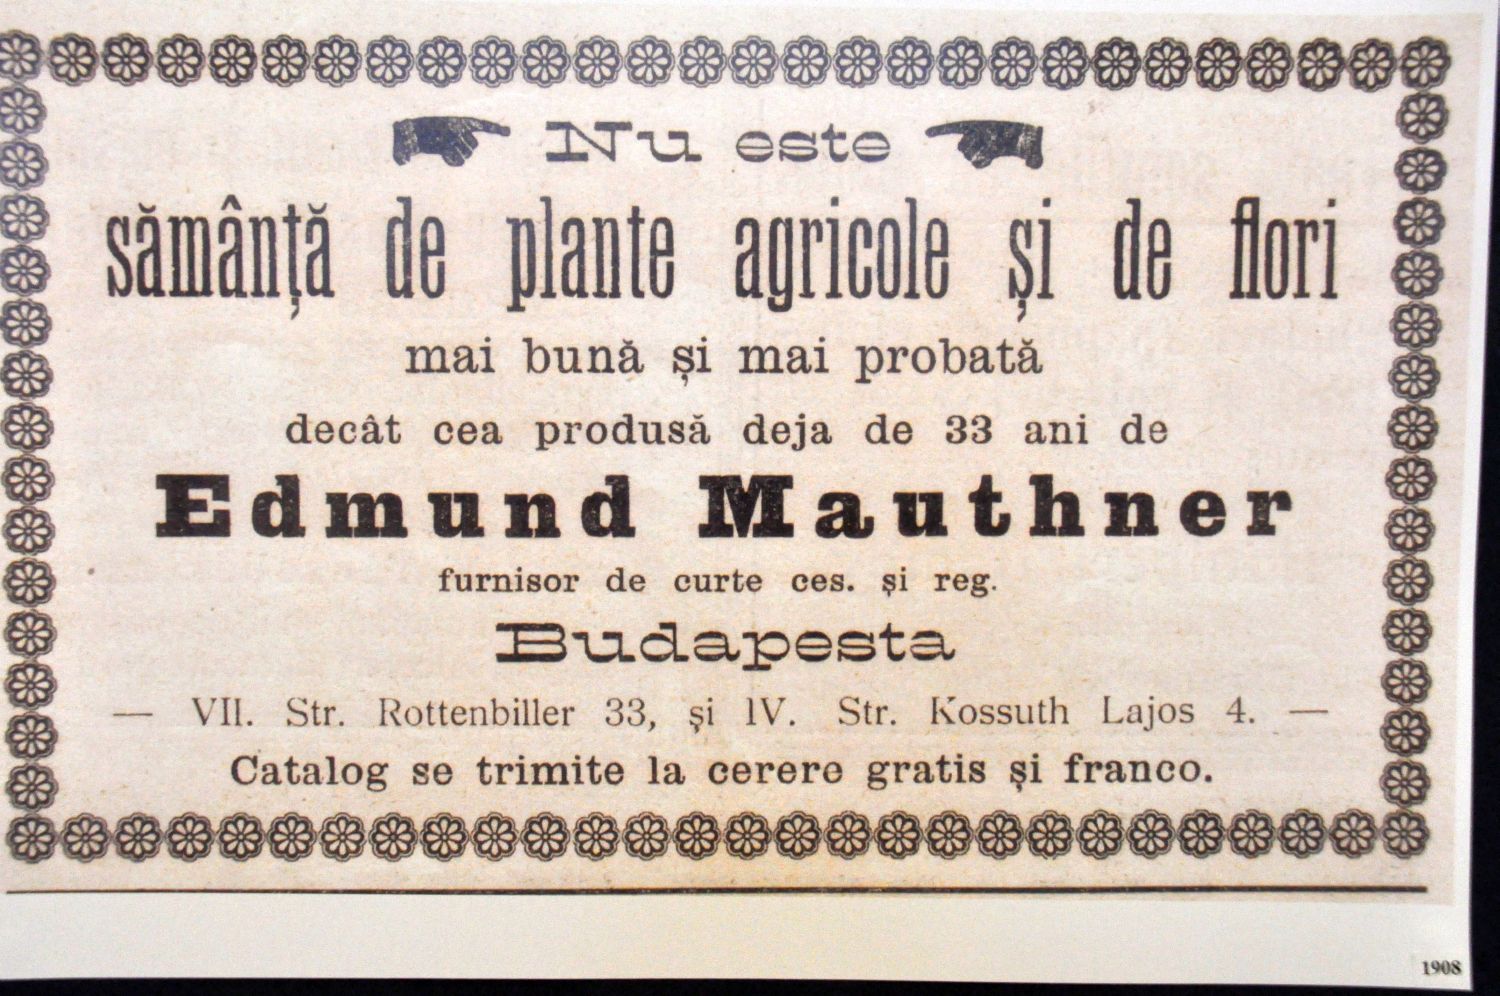 Nu este
sămânță de plante agricole și de flori
mai bună și mai probată
decât cea produsă deja de 33 ani de
Edmund Mauthner
furnisor de curte ces. și reg.
Budapesta
— VII. Str. Rottenbiller 33, și IV. Str. Kossuth Lajos 4. —
Catalog se trimite la cerere gratis și franco.
1908